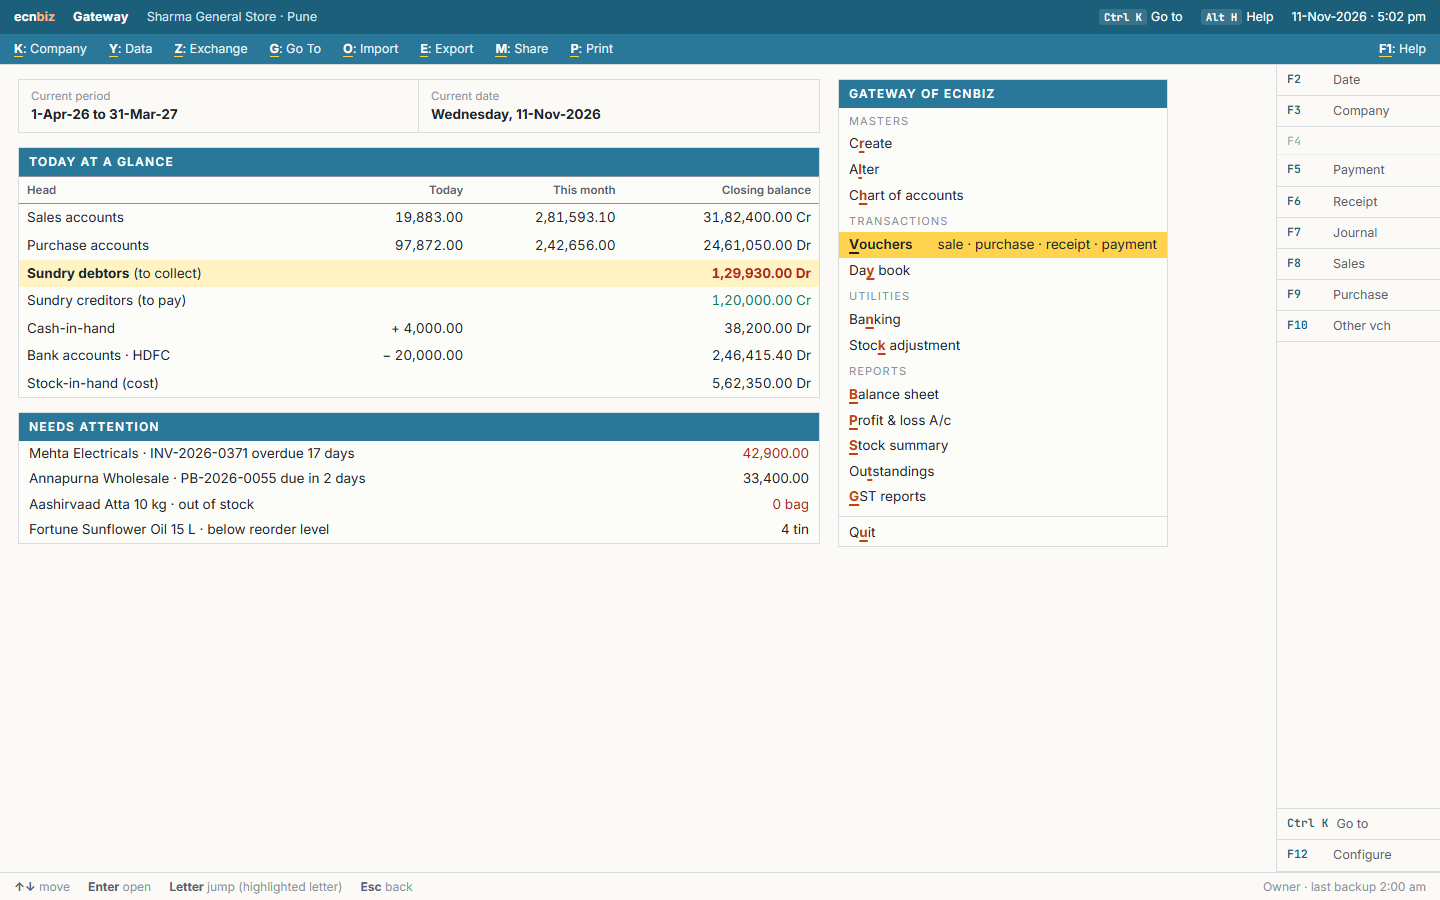 ecnbiz Gateway Sharma General Store · Pune Ctrl K Go to Alt H Help 11-Nov-2026 · 5:02 pm
K: Company Y: Data Z: Exchange G: Go To O: Import E: Export M: Share P: Print F1: Help
Current period
1-Apr-26 to 31-Mar-27
Current date
Wednesday, 11-Nov-2026
TODAY AT A GLANCE
Head Today This month Closing balance
Sales accounts 19,883.00 2,81,593.10 31,82,400.00 Cr
Purchase accounts 97,872.00 2,42,656.00 24,61,050.00 Dr
Sundry debtors (to collect) 1,29,930.00 Dr
Sundry creditors (to pay) 1,20,000.00 Cr
Cash-in-hand + 4,000.00 38,200.00 Dr
Bank accounts · HDFC − 20,000.00 2,46,415.40 Dr
Stock-in-hand (cost) 5,62,350.00 Dr
NEEDS ATTENTION
Mehta Electricals · INV-2026-0371 overdue 17 days 42,900.00
Annapurna Wholesale · PB-2026-0055 due in 2 days 33,400.00
Aashirvaad Atta 10 kg · out of stock 0 bag
Fortune Sunflower Oil 15 L · below reorder level 4 tin
GATEWAY OF ECNBIZ
MASTERS
Create
Alter
Chart of accounts
TRANSACTIONS
Vouchers sale · purchase · receipt · payment
Day book
UTILITIES
Banking
Stock adjustment
REPORTS
Balance sheet
Profit & loss A/c
Stock summary
Outstandings
GST reports
Quit
F2 Date
F3 Company
F4
F5 Payment
F6 Receipt
F7 Journal
F8 Sales
F9 Purchase
F10 Other vch
Ctrl K Go to
F12 Configure
↑↓ move Enter open Letter jump (highlighted letter) Esc back Owner · last backup 2:00 am